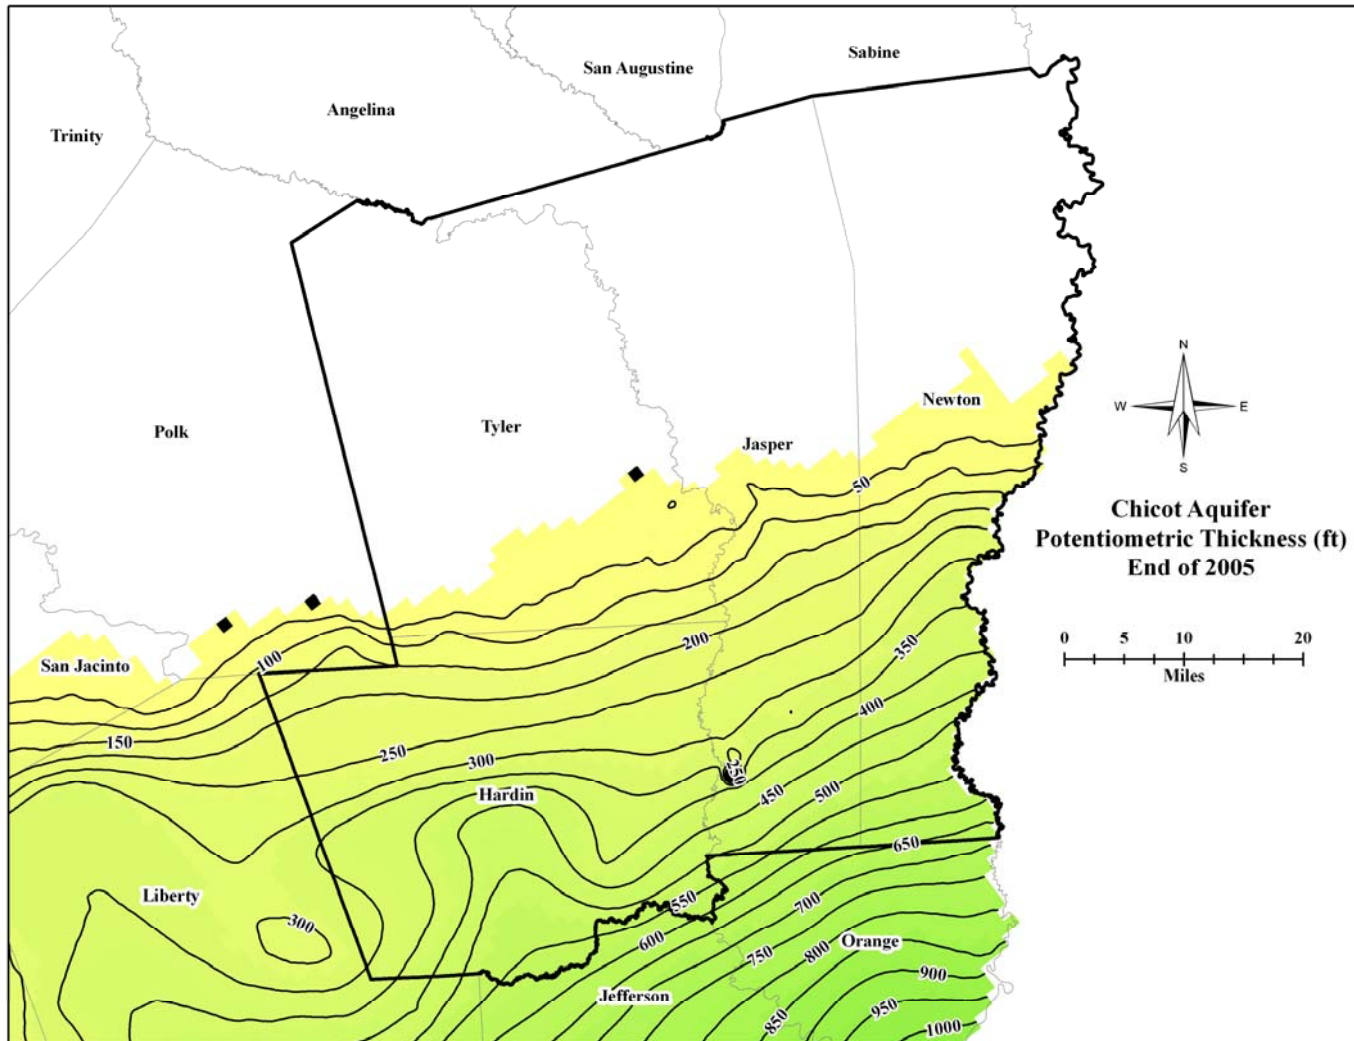 Sabine
San Augustine
Angelina
Trinity
N
W
E
S
Newton
Tyler
Polk
Jasper
50
Chicot Aquifer
Potentiometric Thickness (ft)
End of 2005
0 5 10 20
Miles
200
350
San Jacinto
100
400
150
250
300
250
Hardin
450
500
650
Liberty
550
700
300
600
Orange
750
800
900
Jefferson
950
850
1000